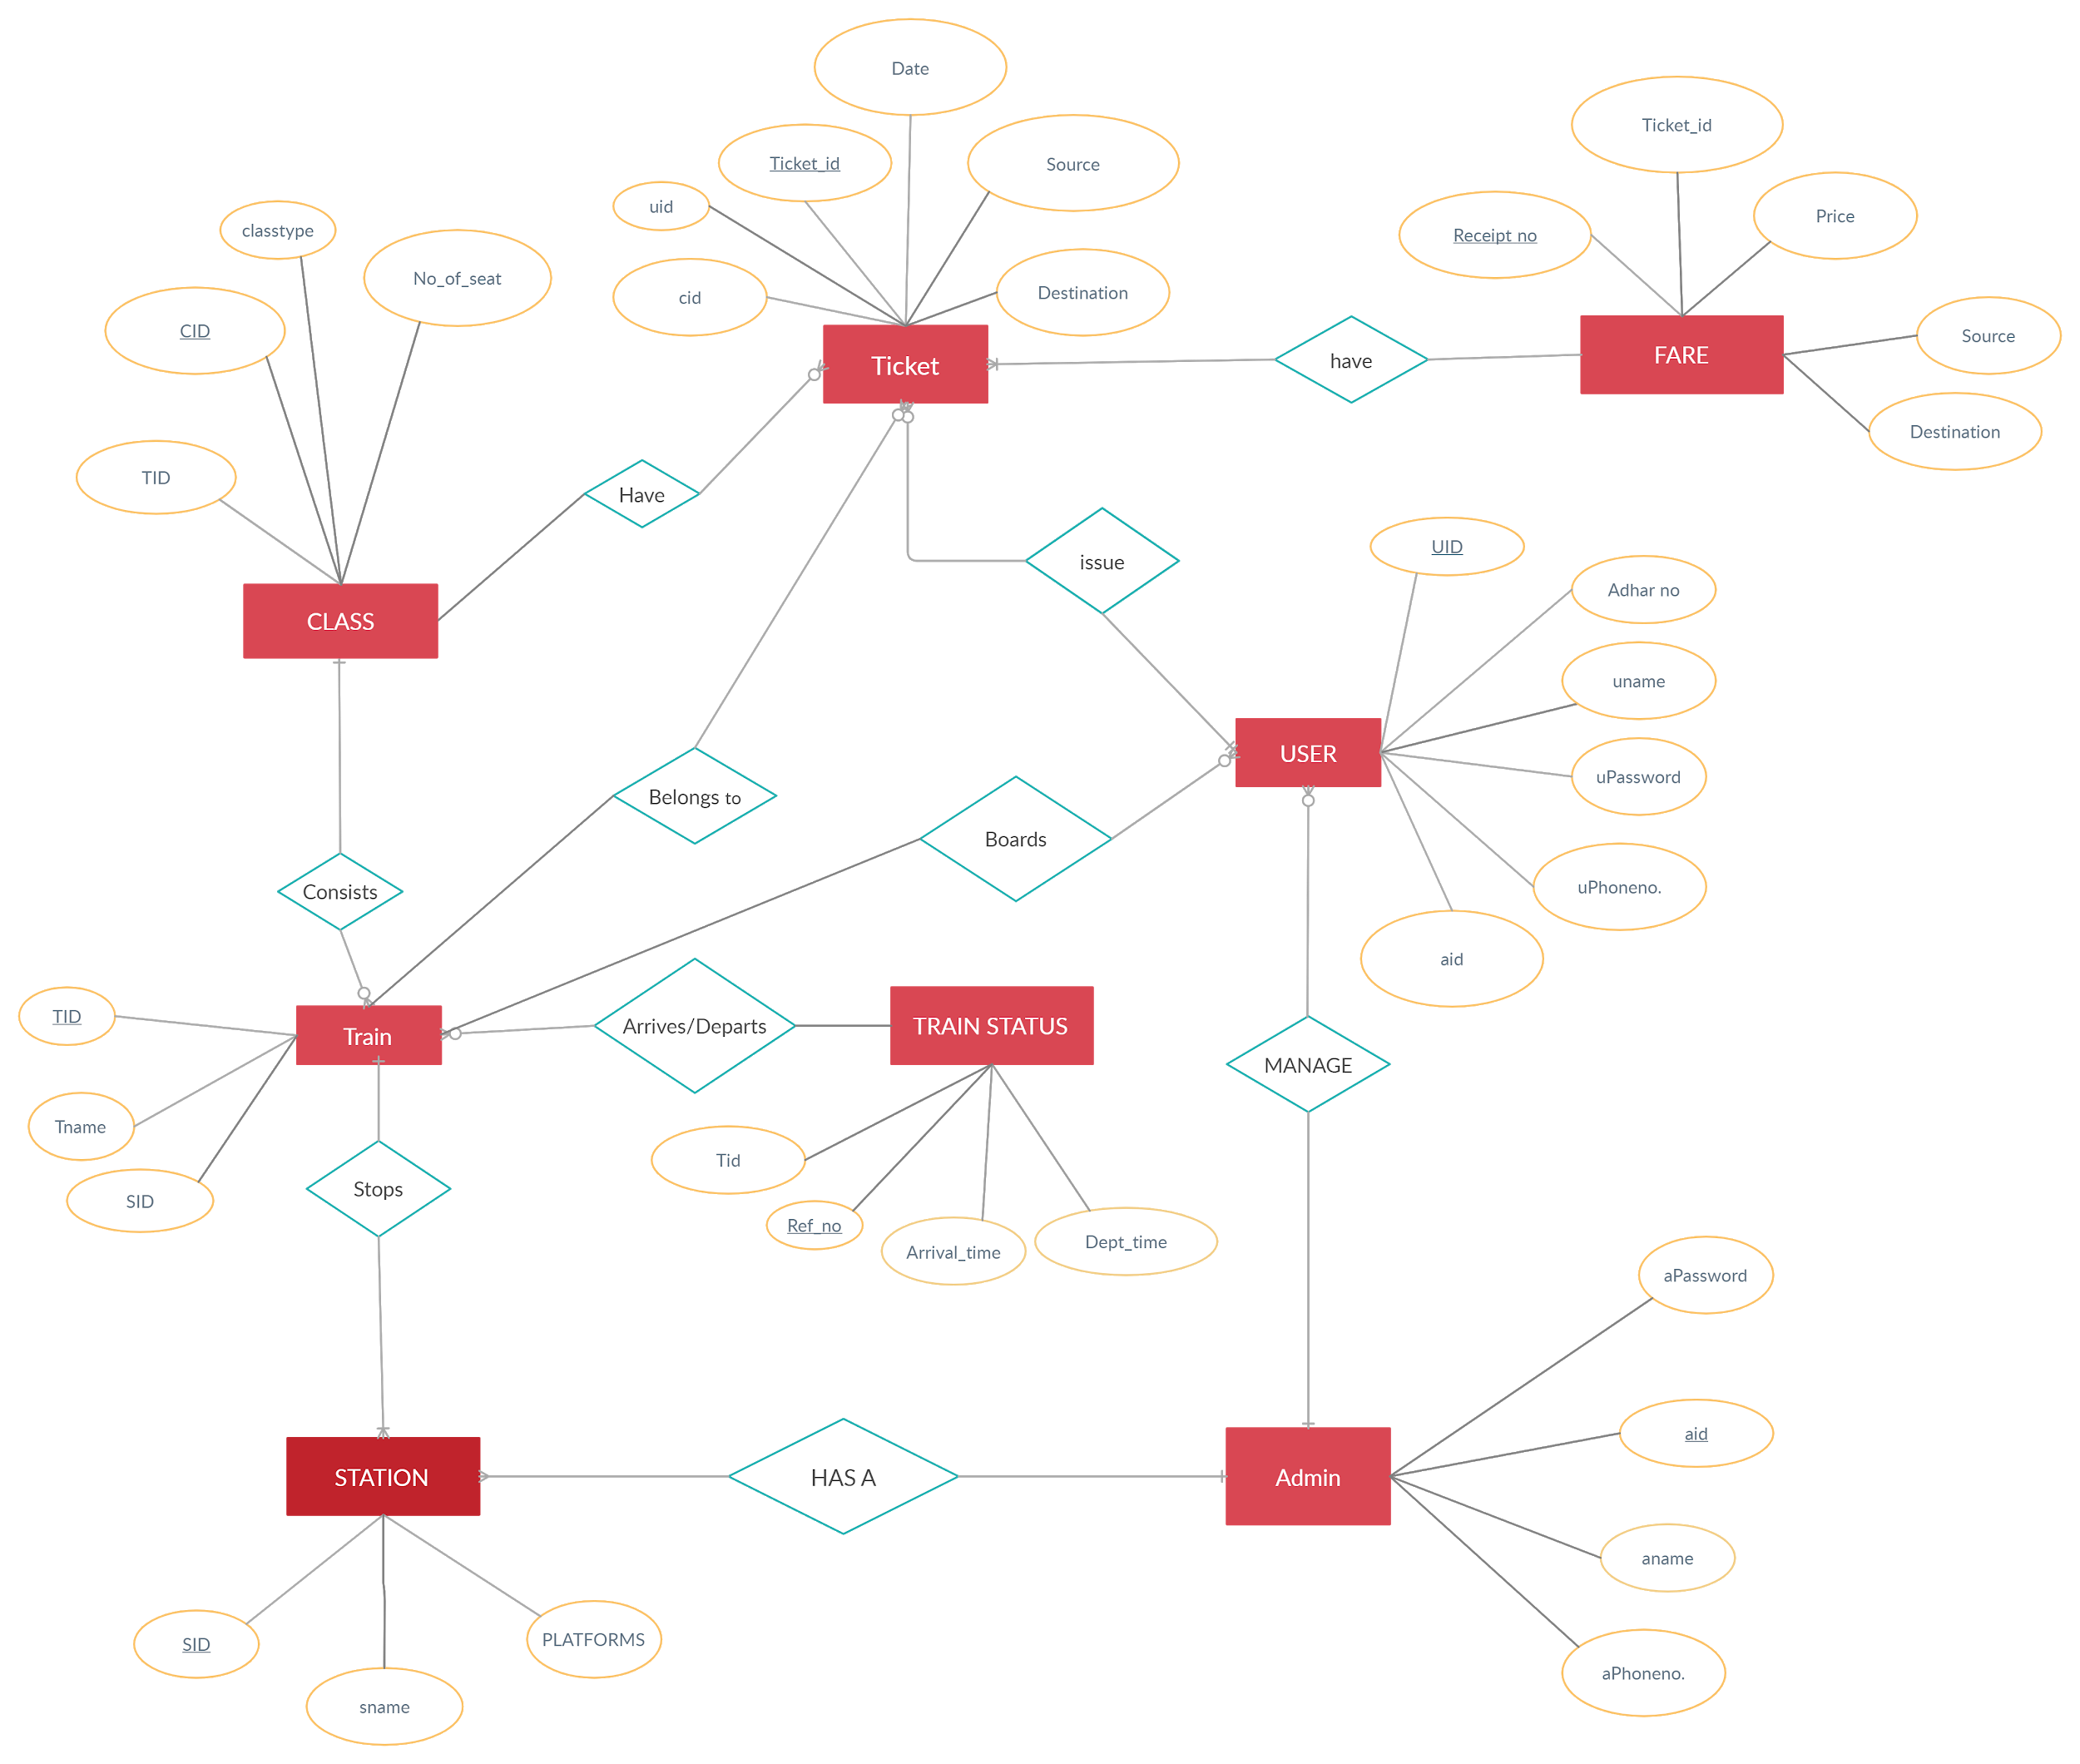 Date
Ticket_id
Source
uid
cid
Destination
Ticket
Ticket_id
Receipt no
Price
Source
Destination
FARE
have
classtype
No_of_seat
CID
TID
CLASS
Have
issue
UID
Adhar no
uname
uPassword
uPhoneno.
aid
USER
Belongs to
Boards
Consists
TID
Tname
SID
Train
Arrives/Departs
TRAIN STATUS
Tid
Ref_no
Arrival_time
Dept_time
MANAGE
Stops
STATION
HAS A
Admin
aPassword
aid
aname
aPhoneno.
SID
sname
PLATFORMS